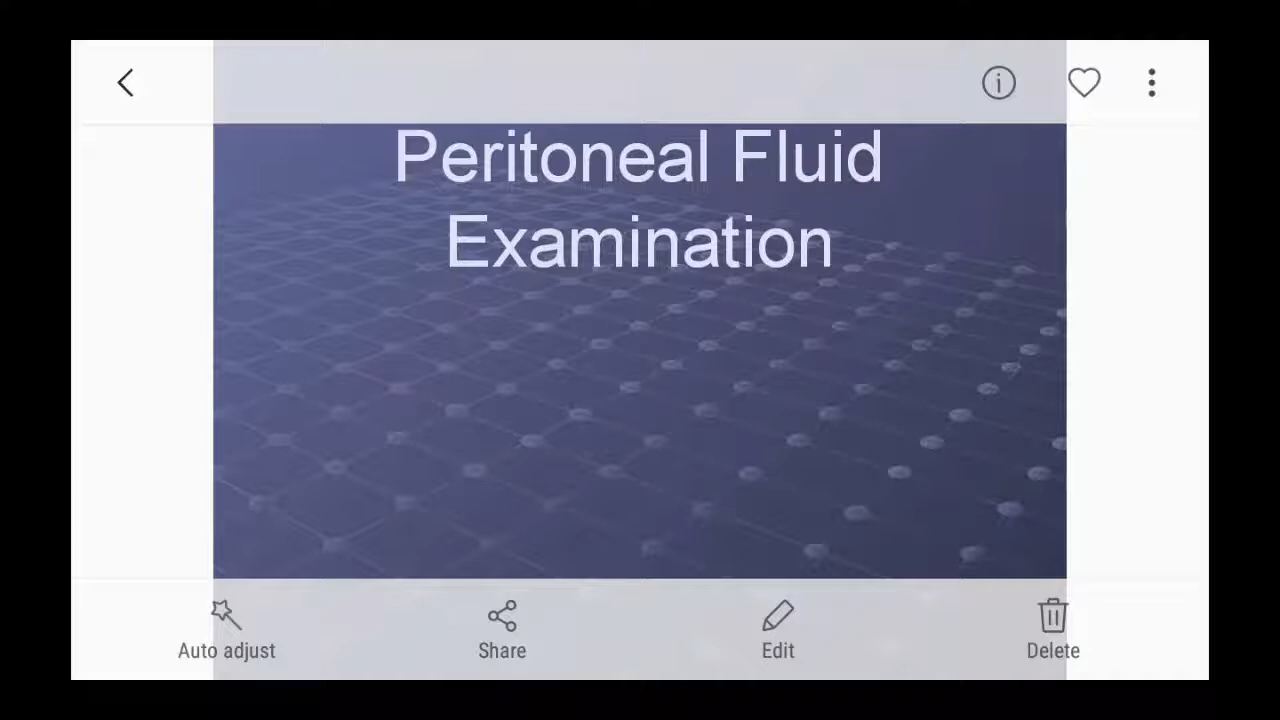 Peritoneal Fluid
Examination
Auto adjust
Share
Edit
Delete